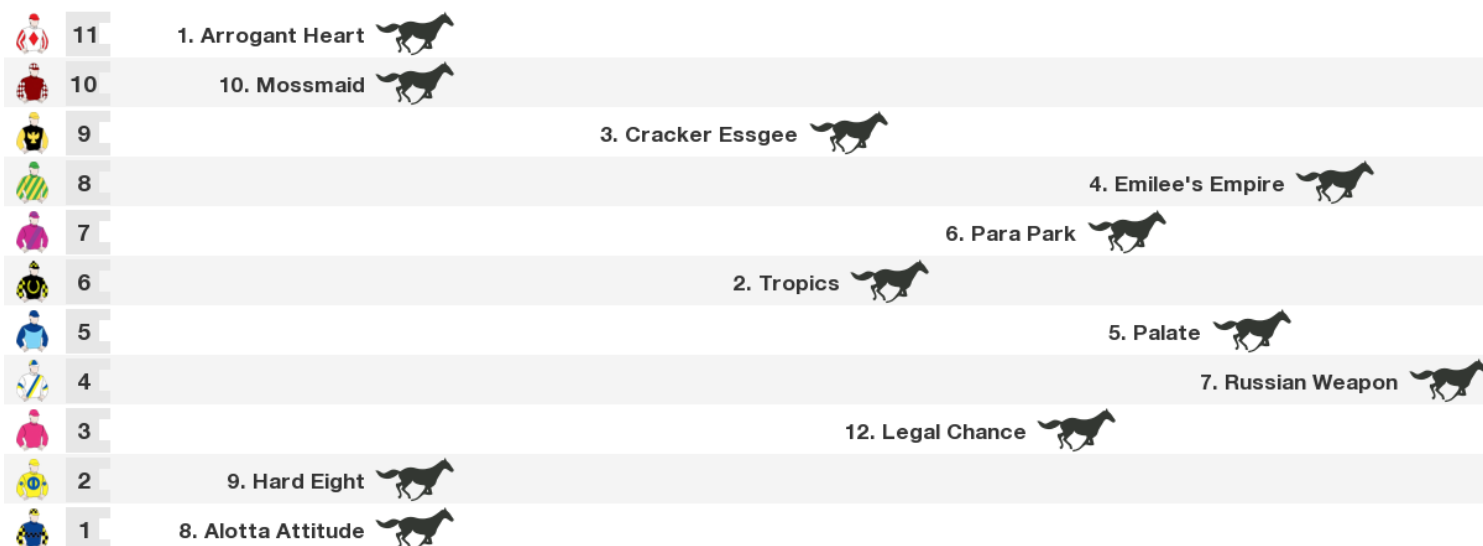 11 1. Arrogant Heart
10 10. Mossmaid
9 3. Cracker Essgee
8 4. Emilee's Empire
7 6. Para Park
6 2. Tropics
5 5. Palate
4 7. Russian Weapon
3 12. Legal Chance
2 9. Hard Eight
1 8. Alotta Attitude